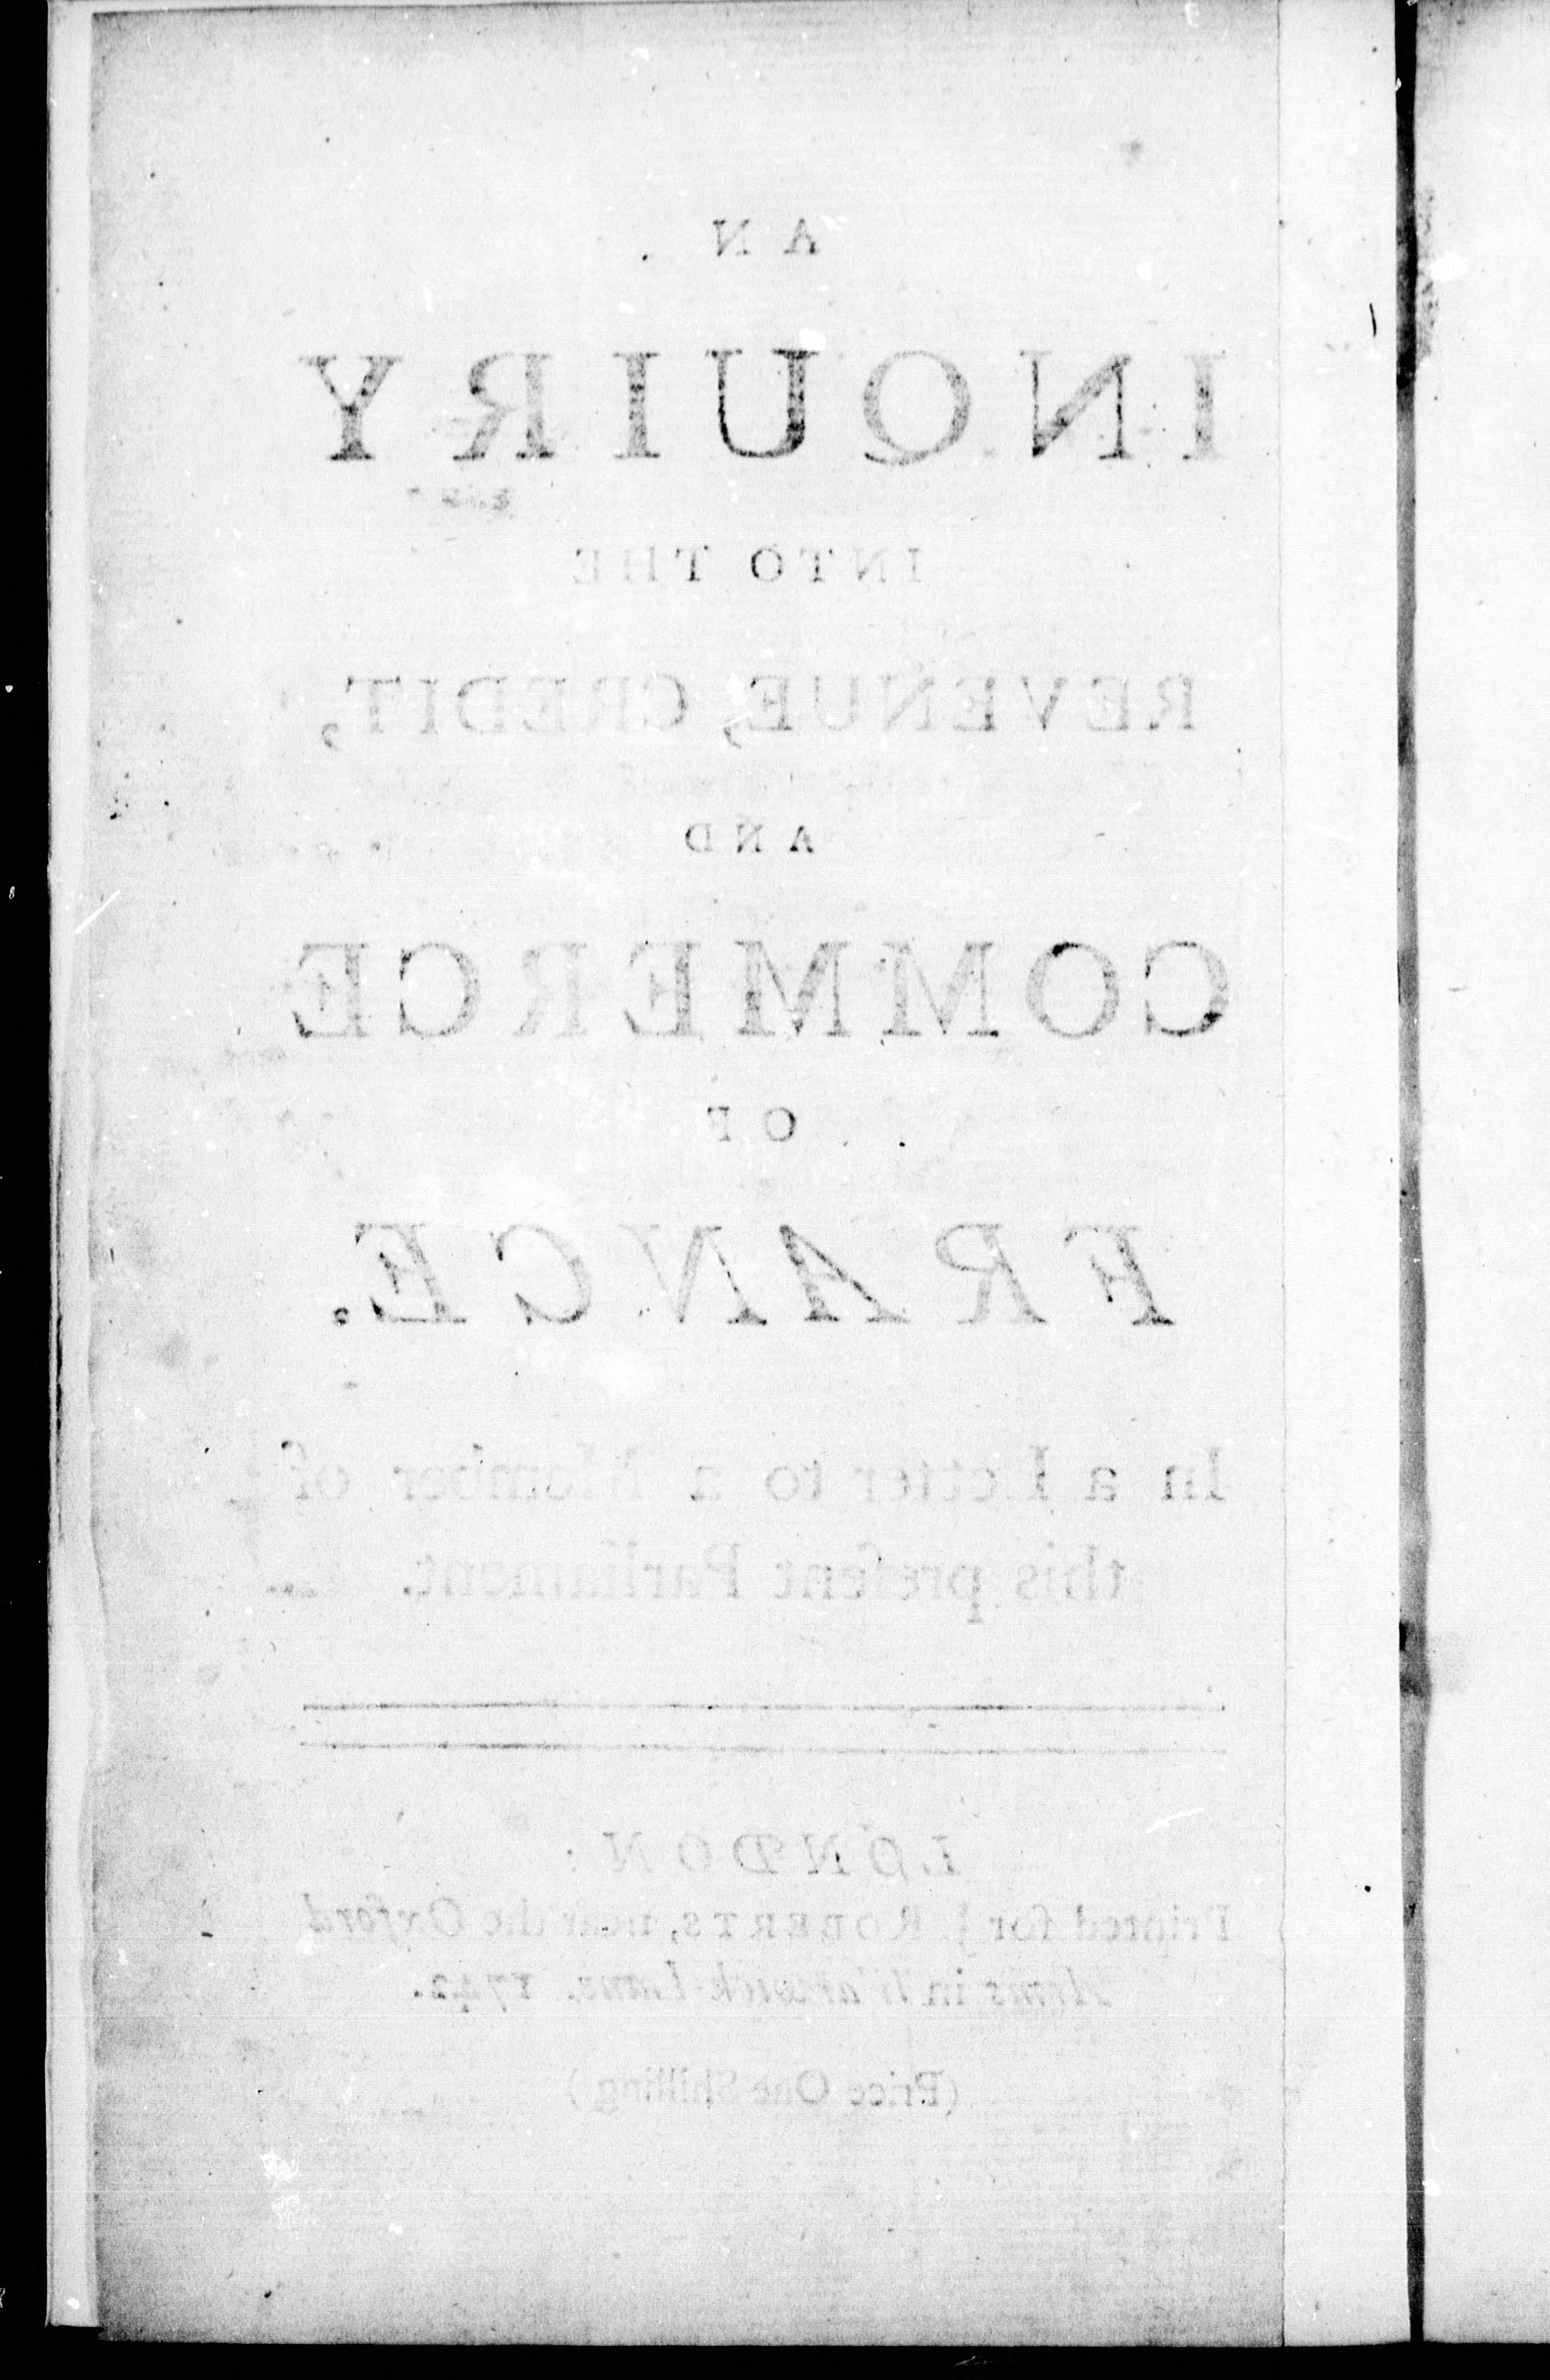 AN
INQUIRY
INTO THE
REVENUE, CREDIT,
AND
COMMERCE
OF
FRANCE.
In a Letter to a Member of
this preſent Parliament.
LONDON:
Printed for J. ROBERTS, near the Oxford
Arms in Warwick-Lane. 1742.
(Price One Shilling)